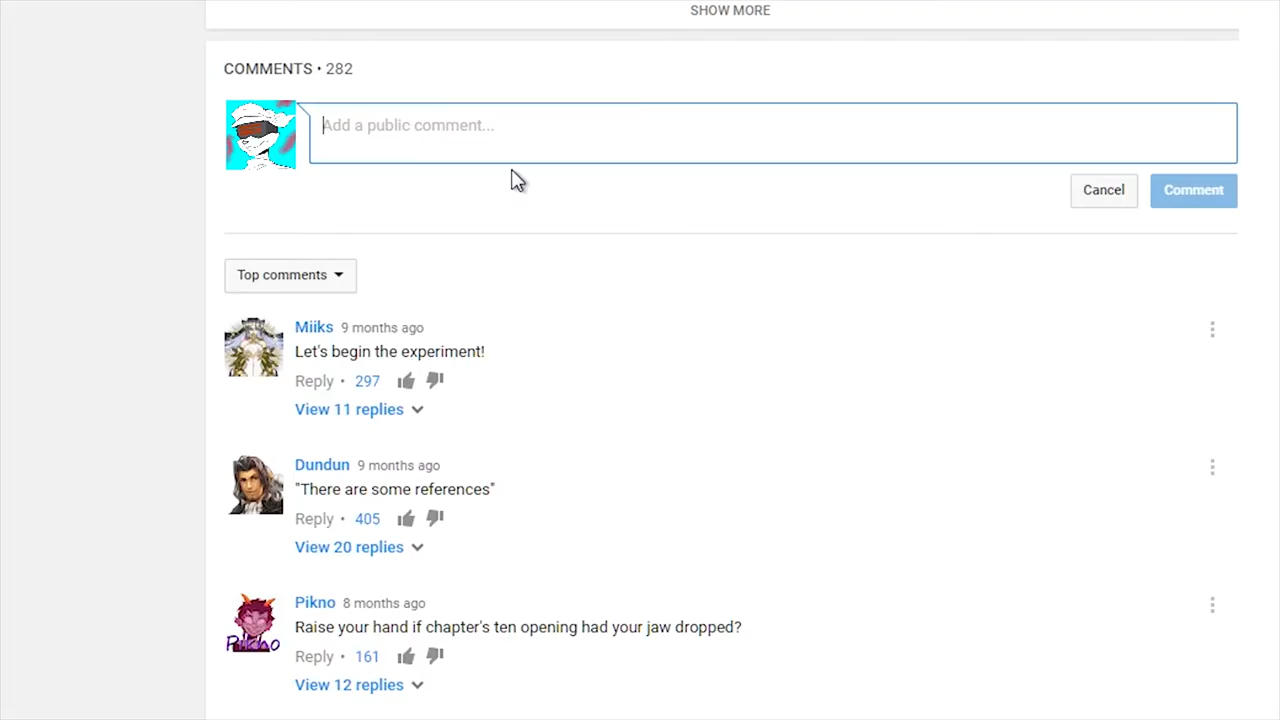 SHOW MORE
COMMENTS • 282
Add a public comment...
Cancel
Comment
Top comments
Miiks 9 months ago
Let's begin the experiment!
Reply • 297
View 11 replies
Dundun 9 months ago
"There are some references"
Reply • 405
View 20 replies
Pikno 8 months ago
Raise your hand if chapter's ten opening had your jaw dropped?
Pikno
Reply • 161
View 12 replies